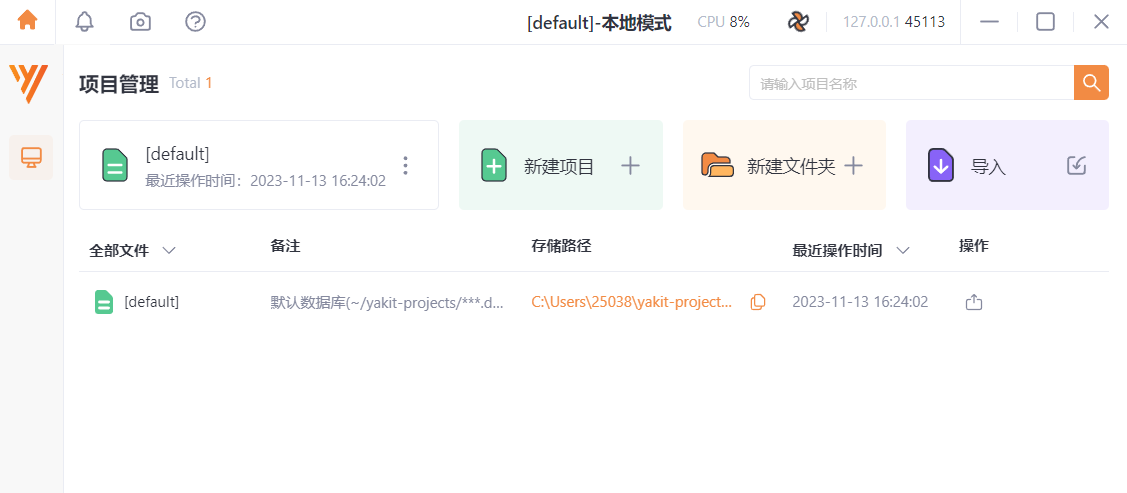 [default]-本地模式 CPU 8% 127.0.0.1 45113
项目管理 Total 1 请输入项目名称
[default]
最近操作时间：2023-11-13 16:24:02
新建项目
新建文件夹
导入
全部文件 备注 存储路径 最近操作时间 操作
[default] 默认数据库(~/yakit-projects/***.d... C:\Users\25038\yakit-project... 2023-11-13 16:24:02